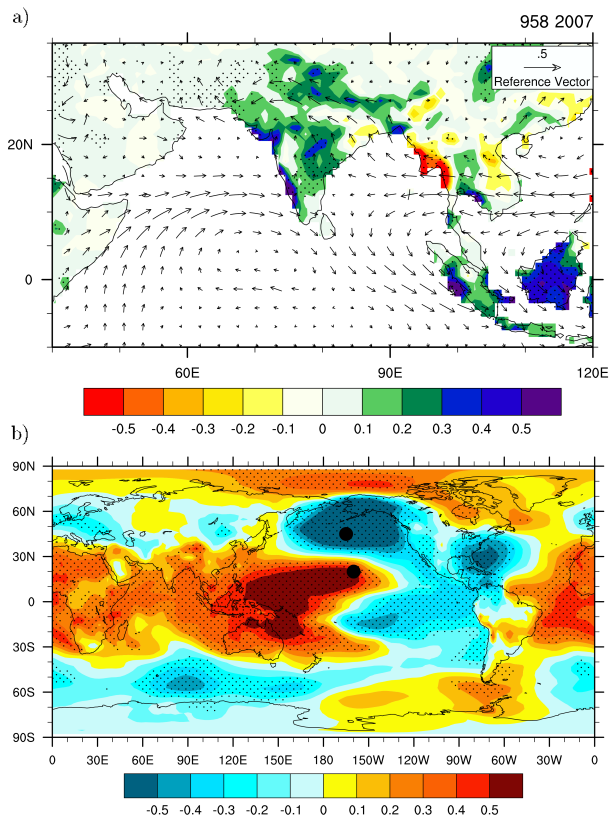 a)
958 2007
.5
Reference Vector
20N
0
60E 90E 120E
-0.5 -0.4 -0.3 -0.2 -0.1 0 0.1 0.2 0.3 0.4 0.5
b)
90N
60N
30N
0
30S
60S
90S
0 30E 60E 90E 120E 150E 180 150W 120W 90W 60W 30W 0
-0.5 -0.4 -0.3 -0.2 -0.1 0 0.1 0.2 0.3 0.4 0.5